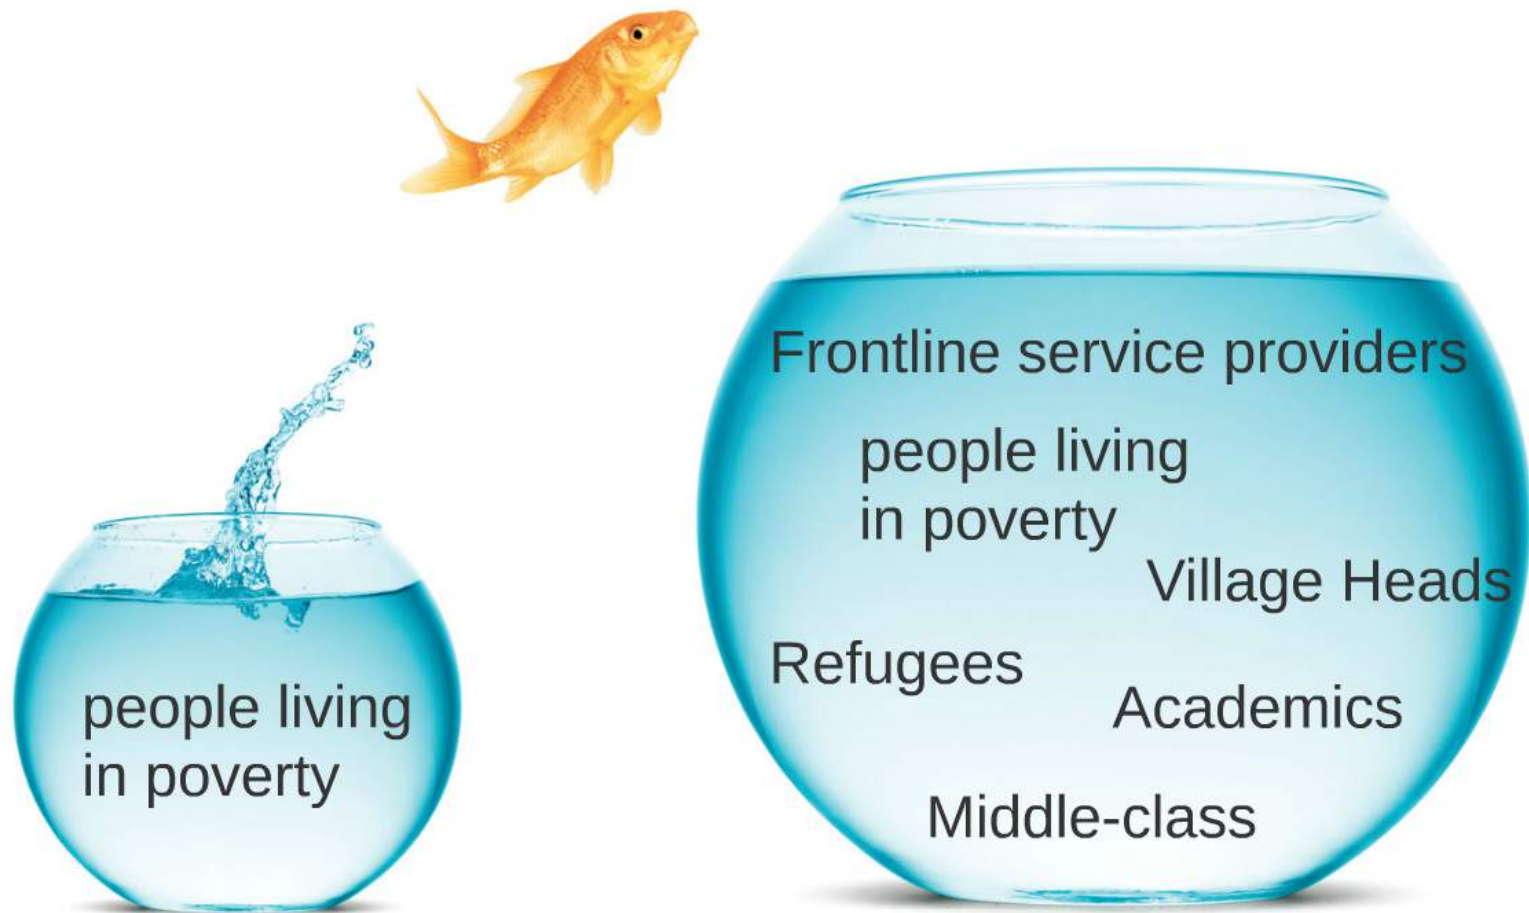 people living
in poverty
Frontline service providers
people living
in poverty
Village Heads
Refugees
Academics
Middle-class